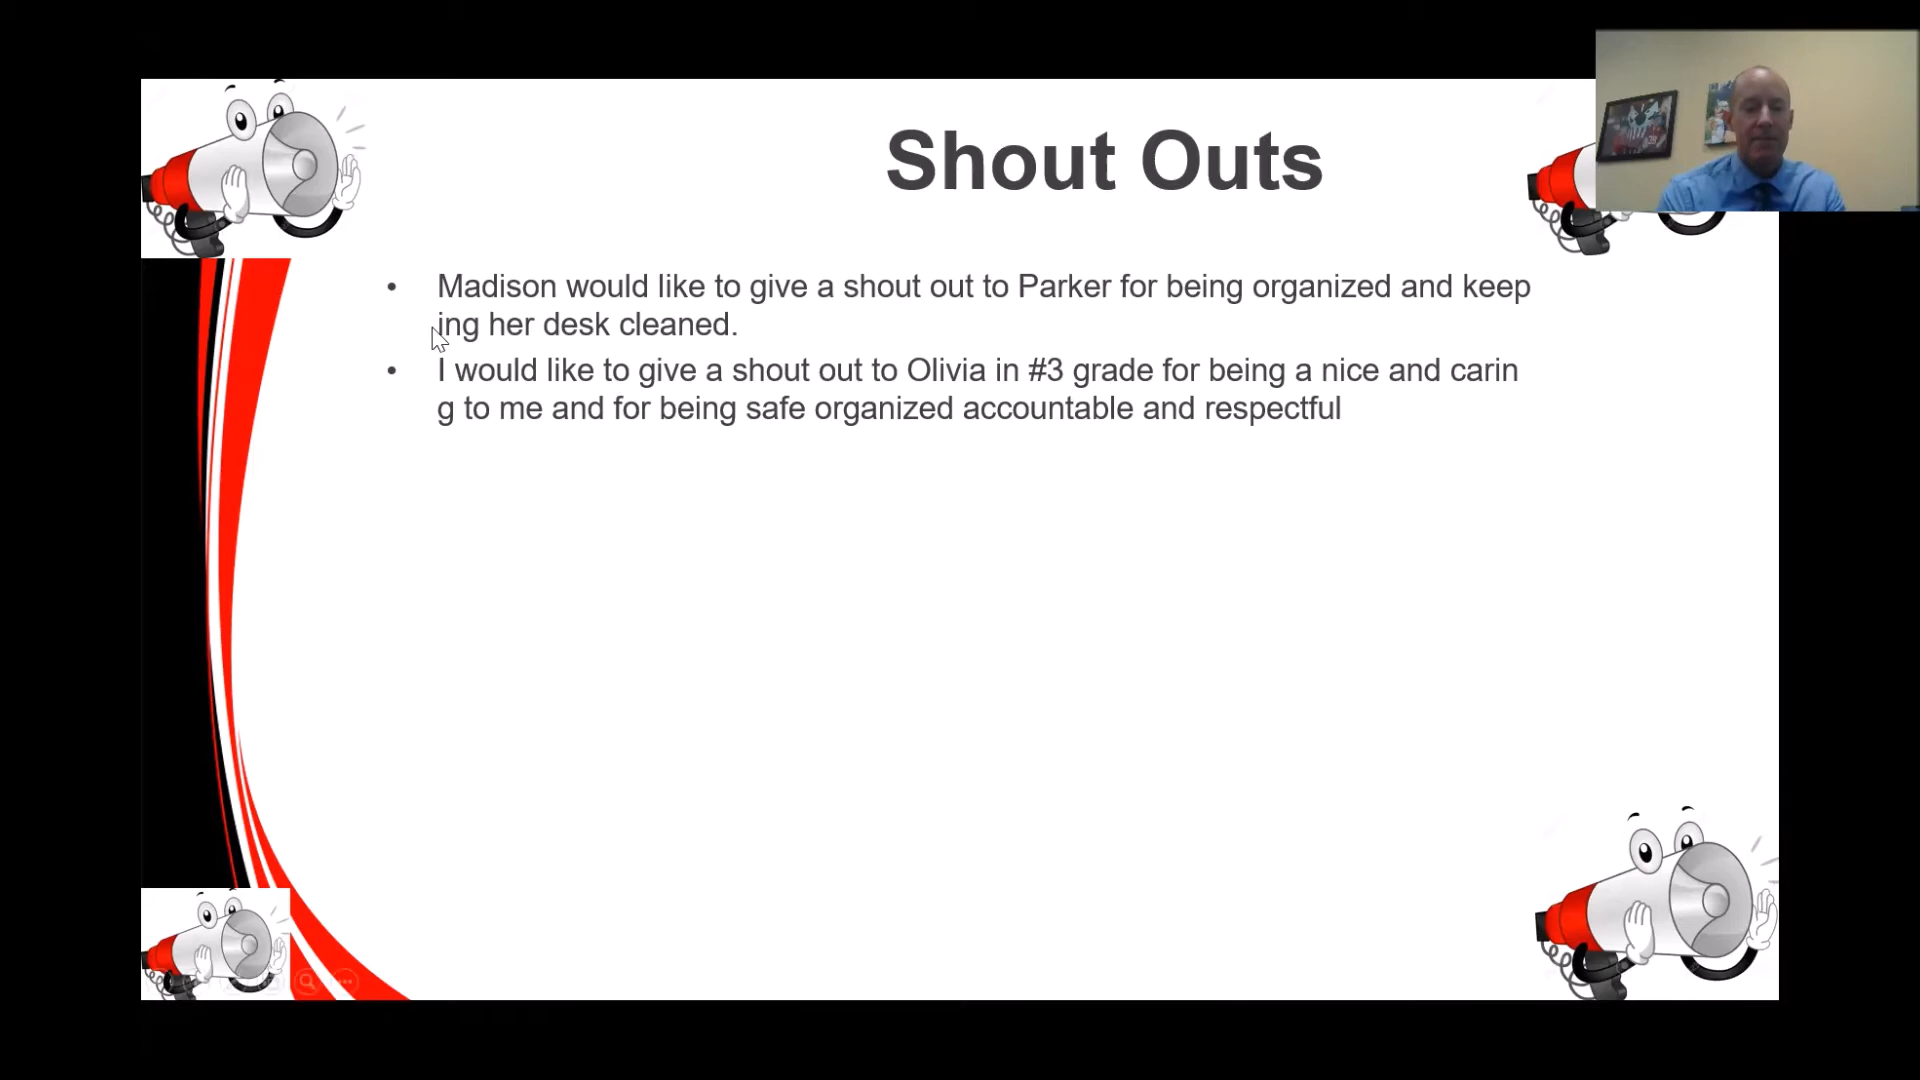 Shout Outs
• Madison would like to give a shout out to Parker for being organized and keep
ing her desk cleaned.
• I would like to give a shout out to Olivia in #3 grade for being a nice and carin
g to me and for being safe organized accountable and respectful